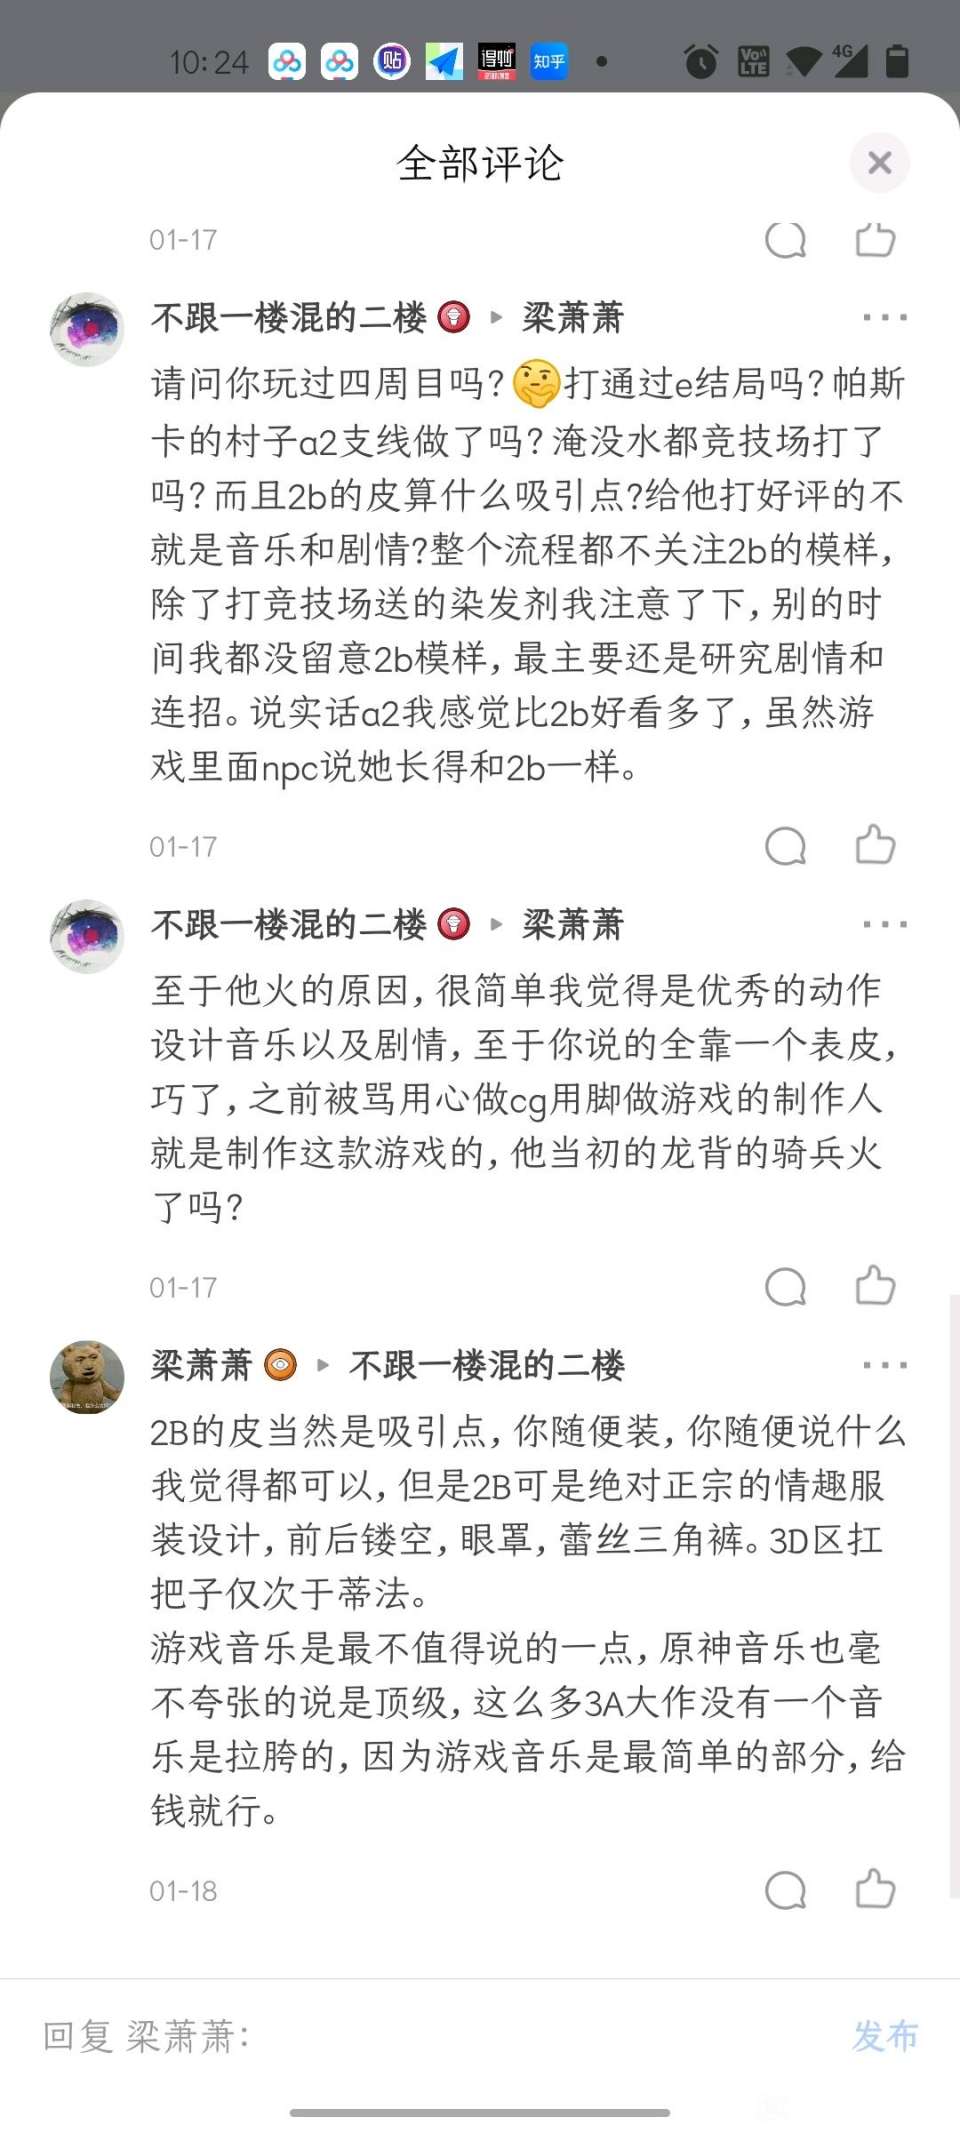 10:24
贴
得物
知乎
Vo
LTE
4G
全部评论
01-17
不跟一楼混的二楼 梁萧萧
请问你玩过四周目吗?🤔打通过e结局吗?帕斯
卡的村子a2支线做了吗?淹没水都竞技场打了
吗?而且2b的皮算什么吸引点?给他打好评的不
就是音乐和剧情?整个流程都不关注2b的模样,
除了打竞技场送的染发剂我注意了下,别的时
间我都没留意2b模样,最主要还是研究剧情和
连招。说实话a2我感觉比2b好看多了,虽然游
戏里面npc说她长得和2b一样。
01-17
不跟一楼混的二楼 梁萧萧
至于他火的原因,很简单我觉得是优秀的动作
设计音乐以及剧情,至于你说的全靠一个表皮,
巧了,之前被骂用心做cg用脚做游戏的制作人
就是制作这款游戏的,他当初的龙背的骑兵火
了吗?
01-17
梁萧萧 不跟一楼混的二楼
2B的皮当然是吸引点,你随便装,你随便说什么
我觉得都可以,但是2B可是绝对正宗的情趣服
装设计,前后镂空,眼罩,蕾丝三角裤。3D区扛
把子仅次于蒂法。
游戏音乐是最不值得说的一点,原神音乐也毫
不夸张的说是顶级,这么多3A大作没有一个音
乐是拉胯的,因为游戏音乐是最简单的部分,给
钱就行。
01-18
回复 梁萧萧:
发布